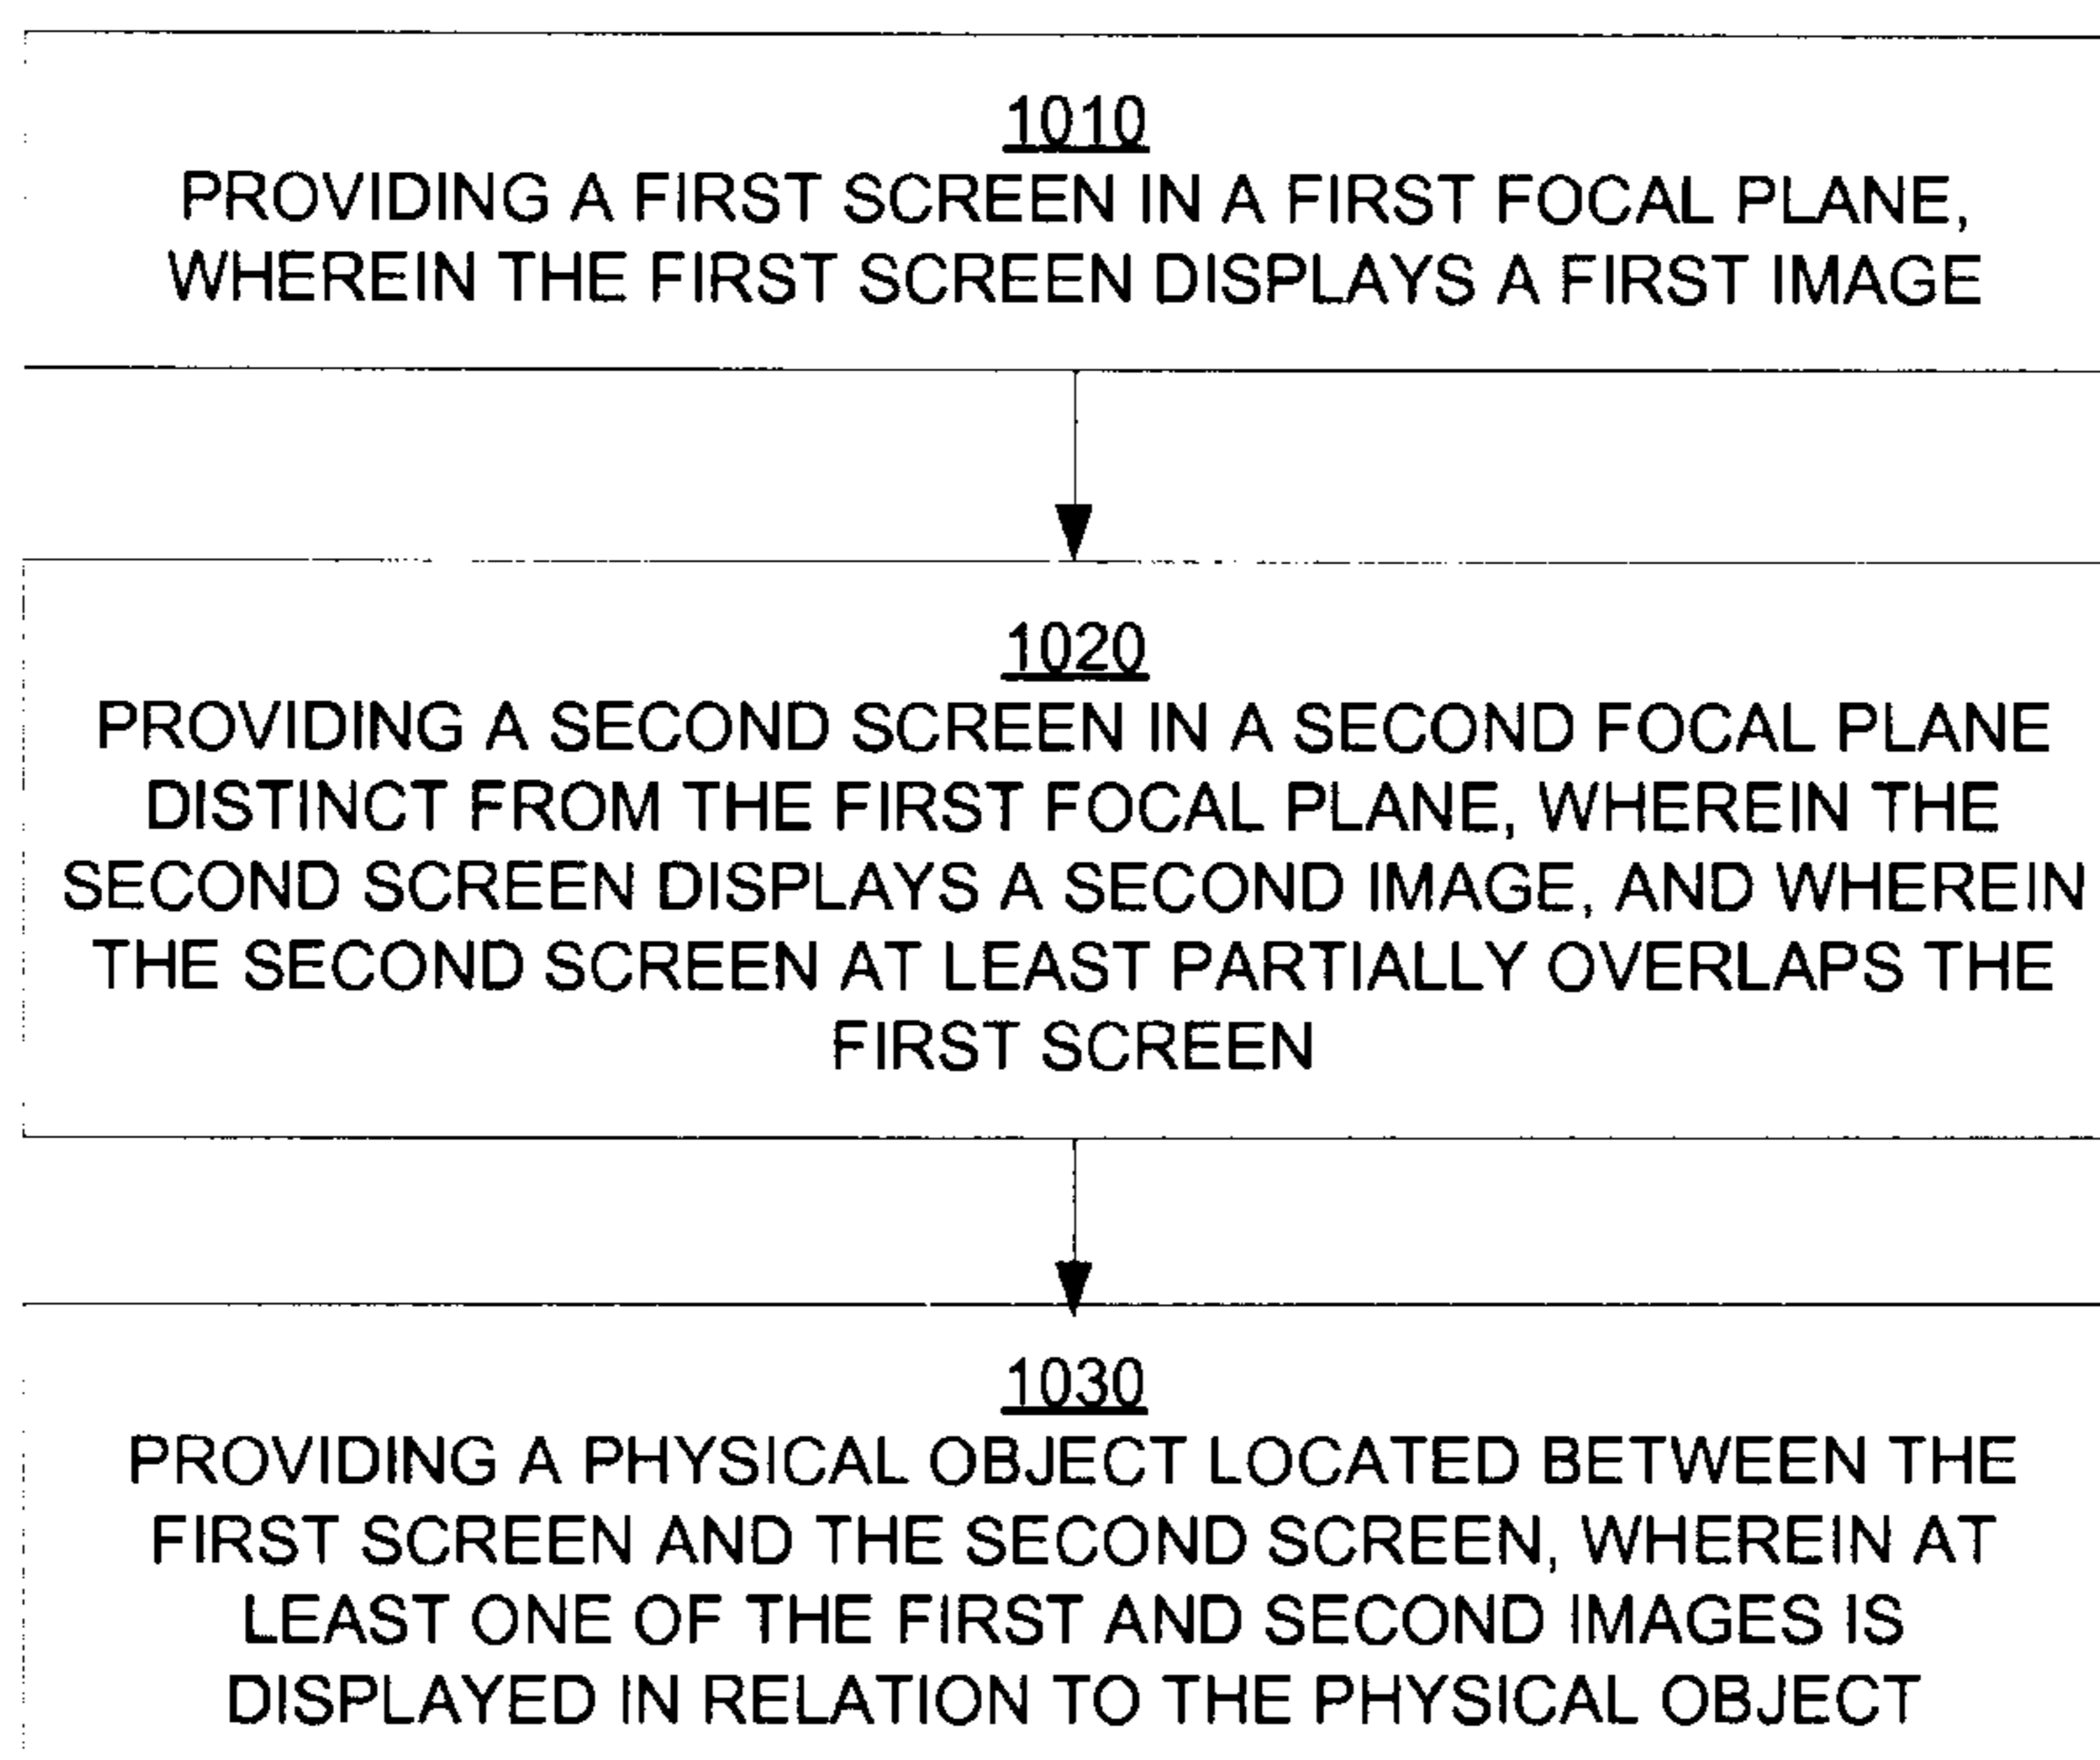 1010
PROVIDING A FIRST SCREEN IN A FIRST FOCAL PLANE,
WHEREIN THE FIRST SCREEN DISPLAYS A FIRST IMAGE
1020
PROVIDING A SECOND SCREEN IN A SECOND FOCAL PLANE
DISTINCT FROM THE FIRST FOCAL PLANE, WHEREIN THE
SECOND SCREEN DISPLAYS A SECOND IMAGE, AND WHEREIN
THE SECOND SCREEN AT LEAST PARTIALLY OVERLAPS THE
FIRST SCREEN
1030
PROVIDING A PHYSICAL OBJECT LOCATED BETWEEN THE
FIRST SCREEN AND THE SECOND SCREEN, WHEREIN AT
LEAST ONE OF THE FIRST AND SECOND IMAGES IS
DISPLAYED IN RELATION TO THE PHYSICAL OBJECT